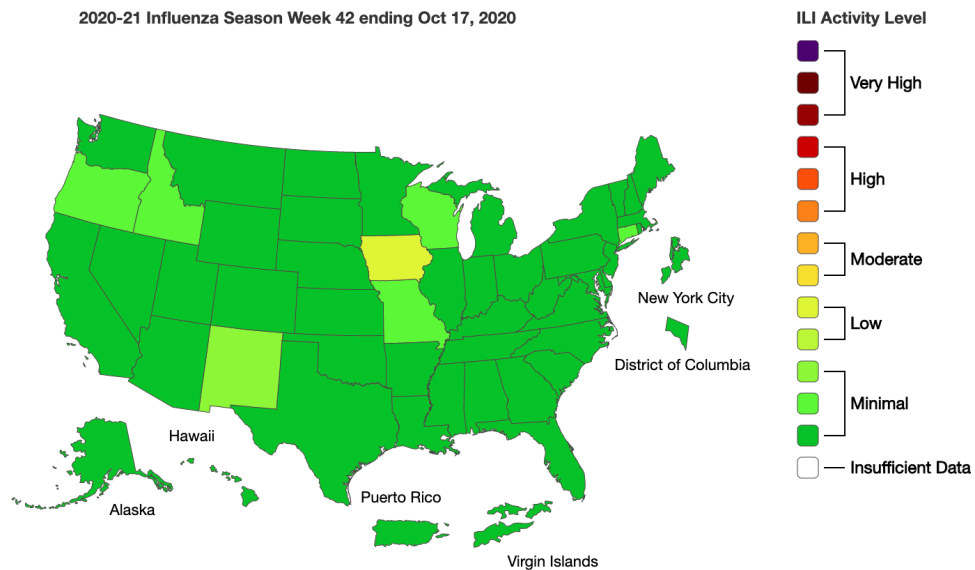 2020-21 Influenza Season Week 42 ending Oct 17, 2020
ILI Activity Level
Very High
High
Moderate
Low
Minimal
Insufficient Data
New York City
District of Columbia
Hawaii
Alaska
Puerto Rico
Virgin Islands